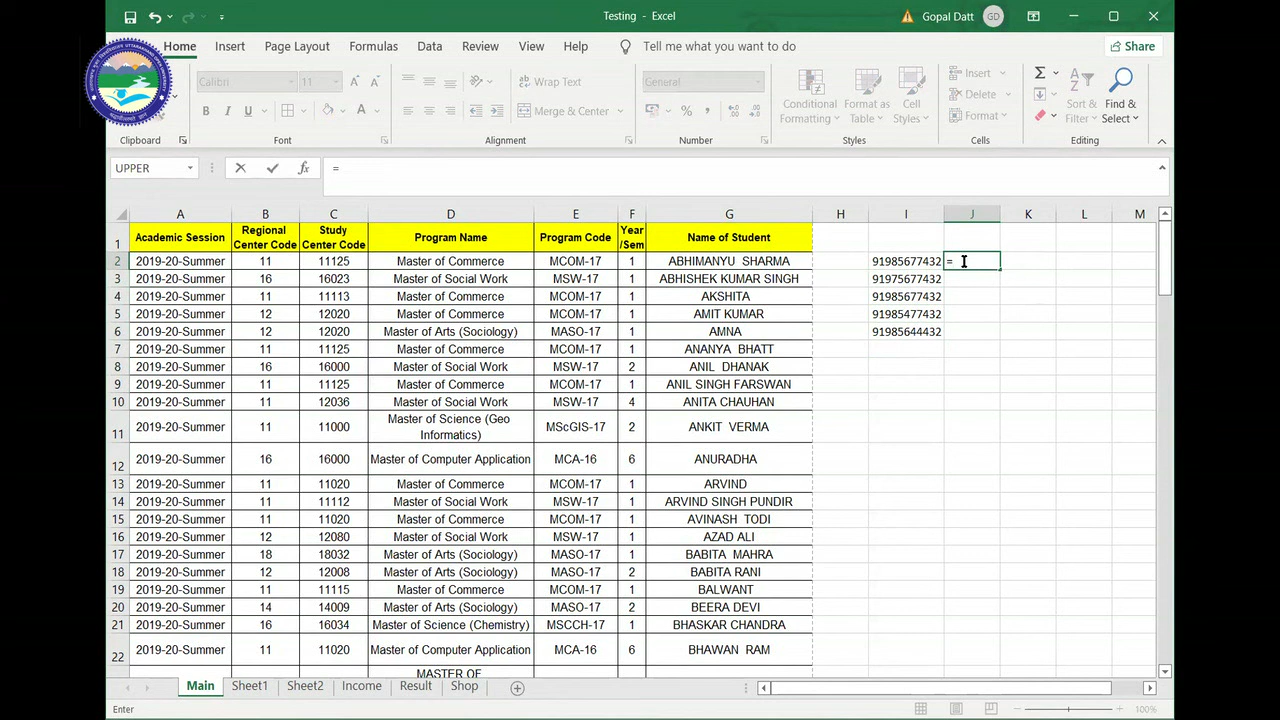 Testing - Excel
Gopal Datt
GD
Home Insert Page Layout Formulas Data Review View Help Tell me what you want to do Share
Calibri 11 Wrap Text General Conditional Format as Cell Insert Sort & Find &
B I U A Merge & Center % , Formatting Table Styles Delete Format Filter Select
Clipboard Font Alignment Number Styles Cells Editing
UPPER fx =
A B C D E F G H I J K L M
1 Academic Session Regional Center Code Study Center Code Program Name Program Code Year /Sem Name of Student
2 2019-20-Summer 11 11125 Master of Commerce MCOM-17 1 ABHIMANYU SHARMA 91985677432 =
3 2019-20-Summer 16 16023 Master of Social Work MSW-17 1 ABHISHEK KUMAR SINGH 91975677432
4 2019-20-Summer 11 11113 Master of Commerce MCOM-17 1 AKSHITA 91985677432
5 2019-20-Summer 12 12020 Master of Commerce MCOM-17 1 AMIT KUMAR 91985477432
6 2019-20-Summer 12 12020 Master of Arts (Sociology) MASO-17 1 AMNA 91985644432
7 2019-20-Summer 11 11125 Master of Commerce MCOM-17 1 ANANYA BHATT
8 2019-20-Summer 16 16000 Master of Social Work MSW-17 2 ANIL DHANAK
9 2019-20-Summer 11 11125 Master of Commerce MCOM-17 1 ANIL SINGH FARSWAN
10 2019-20-Summer 11 12036 Master of Social Work MSW-17 4 ANITA CHAUHAN
11 2019-20-Summer 11 11000 Master of Science (Geo Informatics) MScGIS-17 2 ANKIT VERMA
12 2019-20-Summer 16 16000 Master of Computer Application MCA-16 6 ANURADHA
13 2019-20-Summer 11 11020 Master of Commerce MCOM-17 1 ARVIND
14 2019-20-Summer 11 11112 Master of Social Work MSW-17 1 ARVIND SINGH PUNDIR
15 2019-20-Summer 11 11020 Master of Commerce MCOM-17 1 AVINASH TODI
16 2019-20-Summer 12 12080 Master of Social Work MSW-17 1 AZAD ALI
17 2019-20-Summer 18 18032 Master of Arts (Sociology) MASO-17 1 BABITA MAHRA
18 2019-20-Summer 12 12008 Master of Arts (Sociology) MASO-17 2 BABITA RANI
19 2019-20-Summer 11 11115 Master of Commerce MCOM-17 1 BALWANT
20 2019-20-Summer 14 14009 Master of Arts (Sociology) MASO-17 2 BEERA DEVI
21 2019-20-Summer 16 16034 Master of Science (Chemistry) MSCCH-17 1 BHASKAR CHANDRA
22 2019-20-Summer 11 11020 Master of Computer Application MCA-16 6 BHAWAN RAM
MASTER OF
Main Sheet1 Sheet2 Income Result Shop
Enter 100%